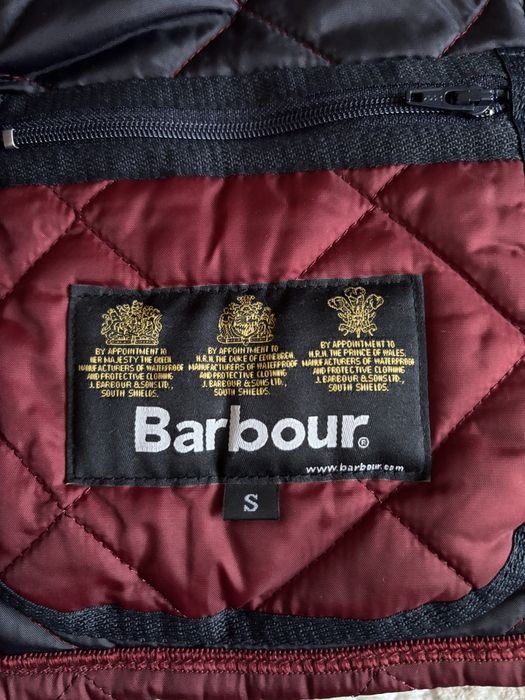 BY APPOINTMENT TO
HER MAJESTY THE QUEEN
MANUFACTURERS OF WATERPROOF
AND PROTECTIVE CLOTHING
J. BARBOUR & SONS LTD.,
SOUTH SHIELDS.
BY APPOINTMENT TO
H.R.H. THE DUKE OF EDINBURGH
MANUFACTURERS OF WATERPROOF
AND PROTECTIVE CLOTHING
J. BARBOUR & SONS LTD.,
SOUTH SHIELDS.
BY APPOINTMENT TO
H.R.H. THE PRINCE OF WALES.
MANUFACTURERS OF WATERPROOF
AND PROTECTIVE CLOTHING
J. BARBOUR & SONS LTD.,
SOUTH SHIELDS.
Barbour®
www.barbour.com
S